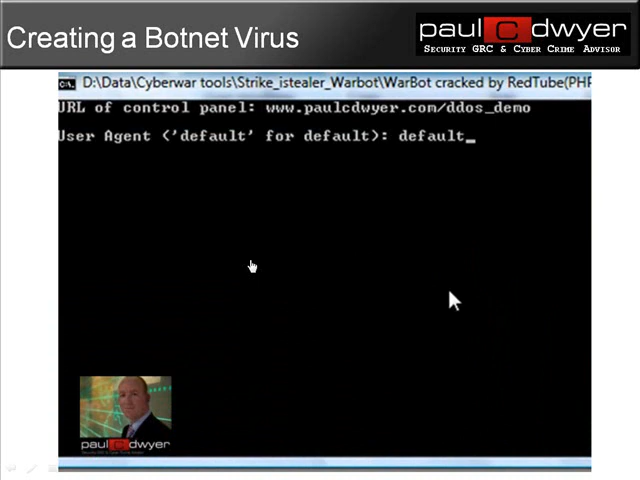 Creating a Botnet Virus
paul C dwyer
SECURITY GRC & CYBER CRIME ADVISOR
C:\. D:\Data\Cyberwar tools\Strike_istealer_Warbot\WarBot cracked by RedTube(PHP
URL of control panel: www.paulcdwyer.com/ddos_demo
User Agent ('default' for default): default_
paul C dwyer